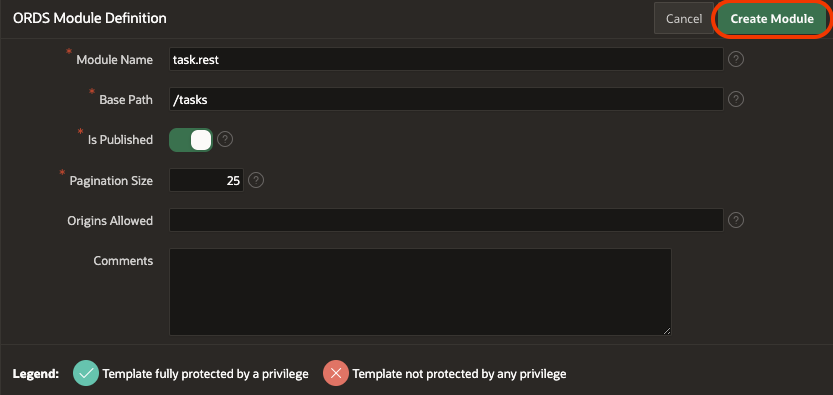 ORDS Module Definition
Cancel
Create Module
* Module Name
task.rest
?
* Base Path
/tasks
?
* Is Published
?
* Pagination Size
25
?
Origins Allowed
?
Comments
Legend:
Template fully protected by a privilege
Template not protected by any privilege